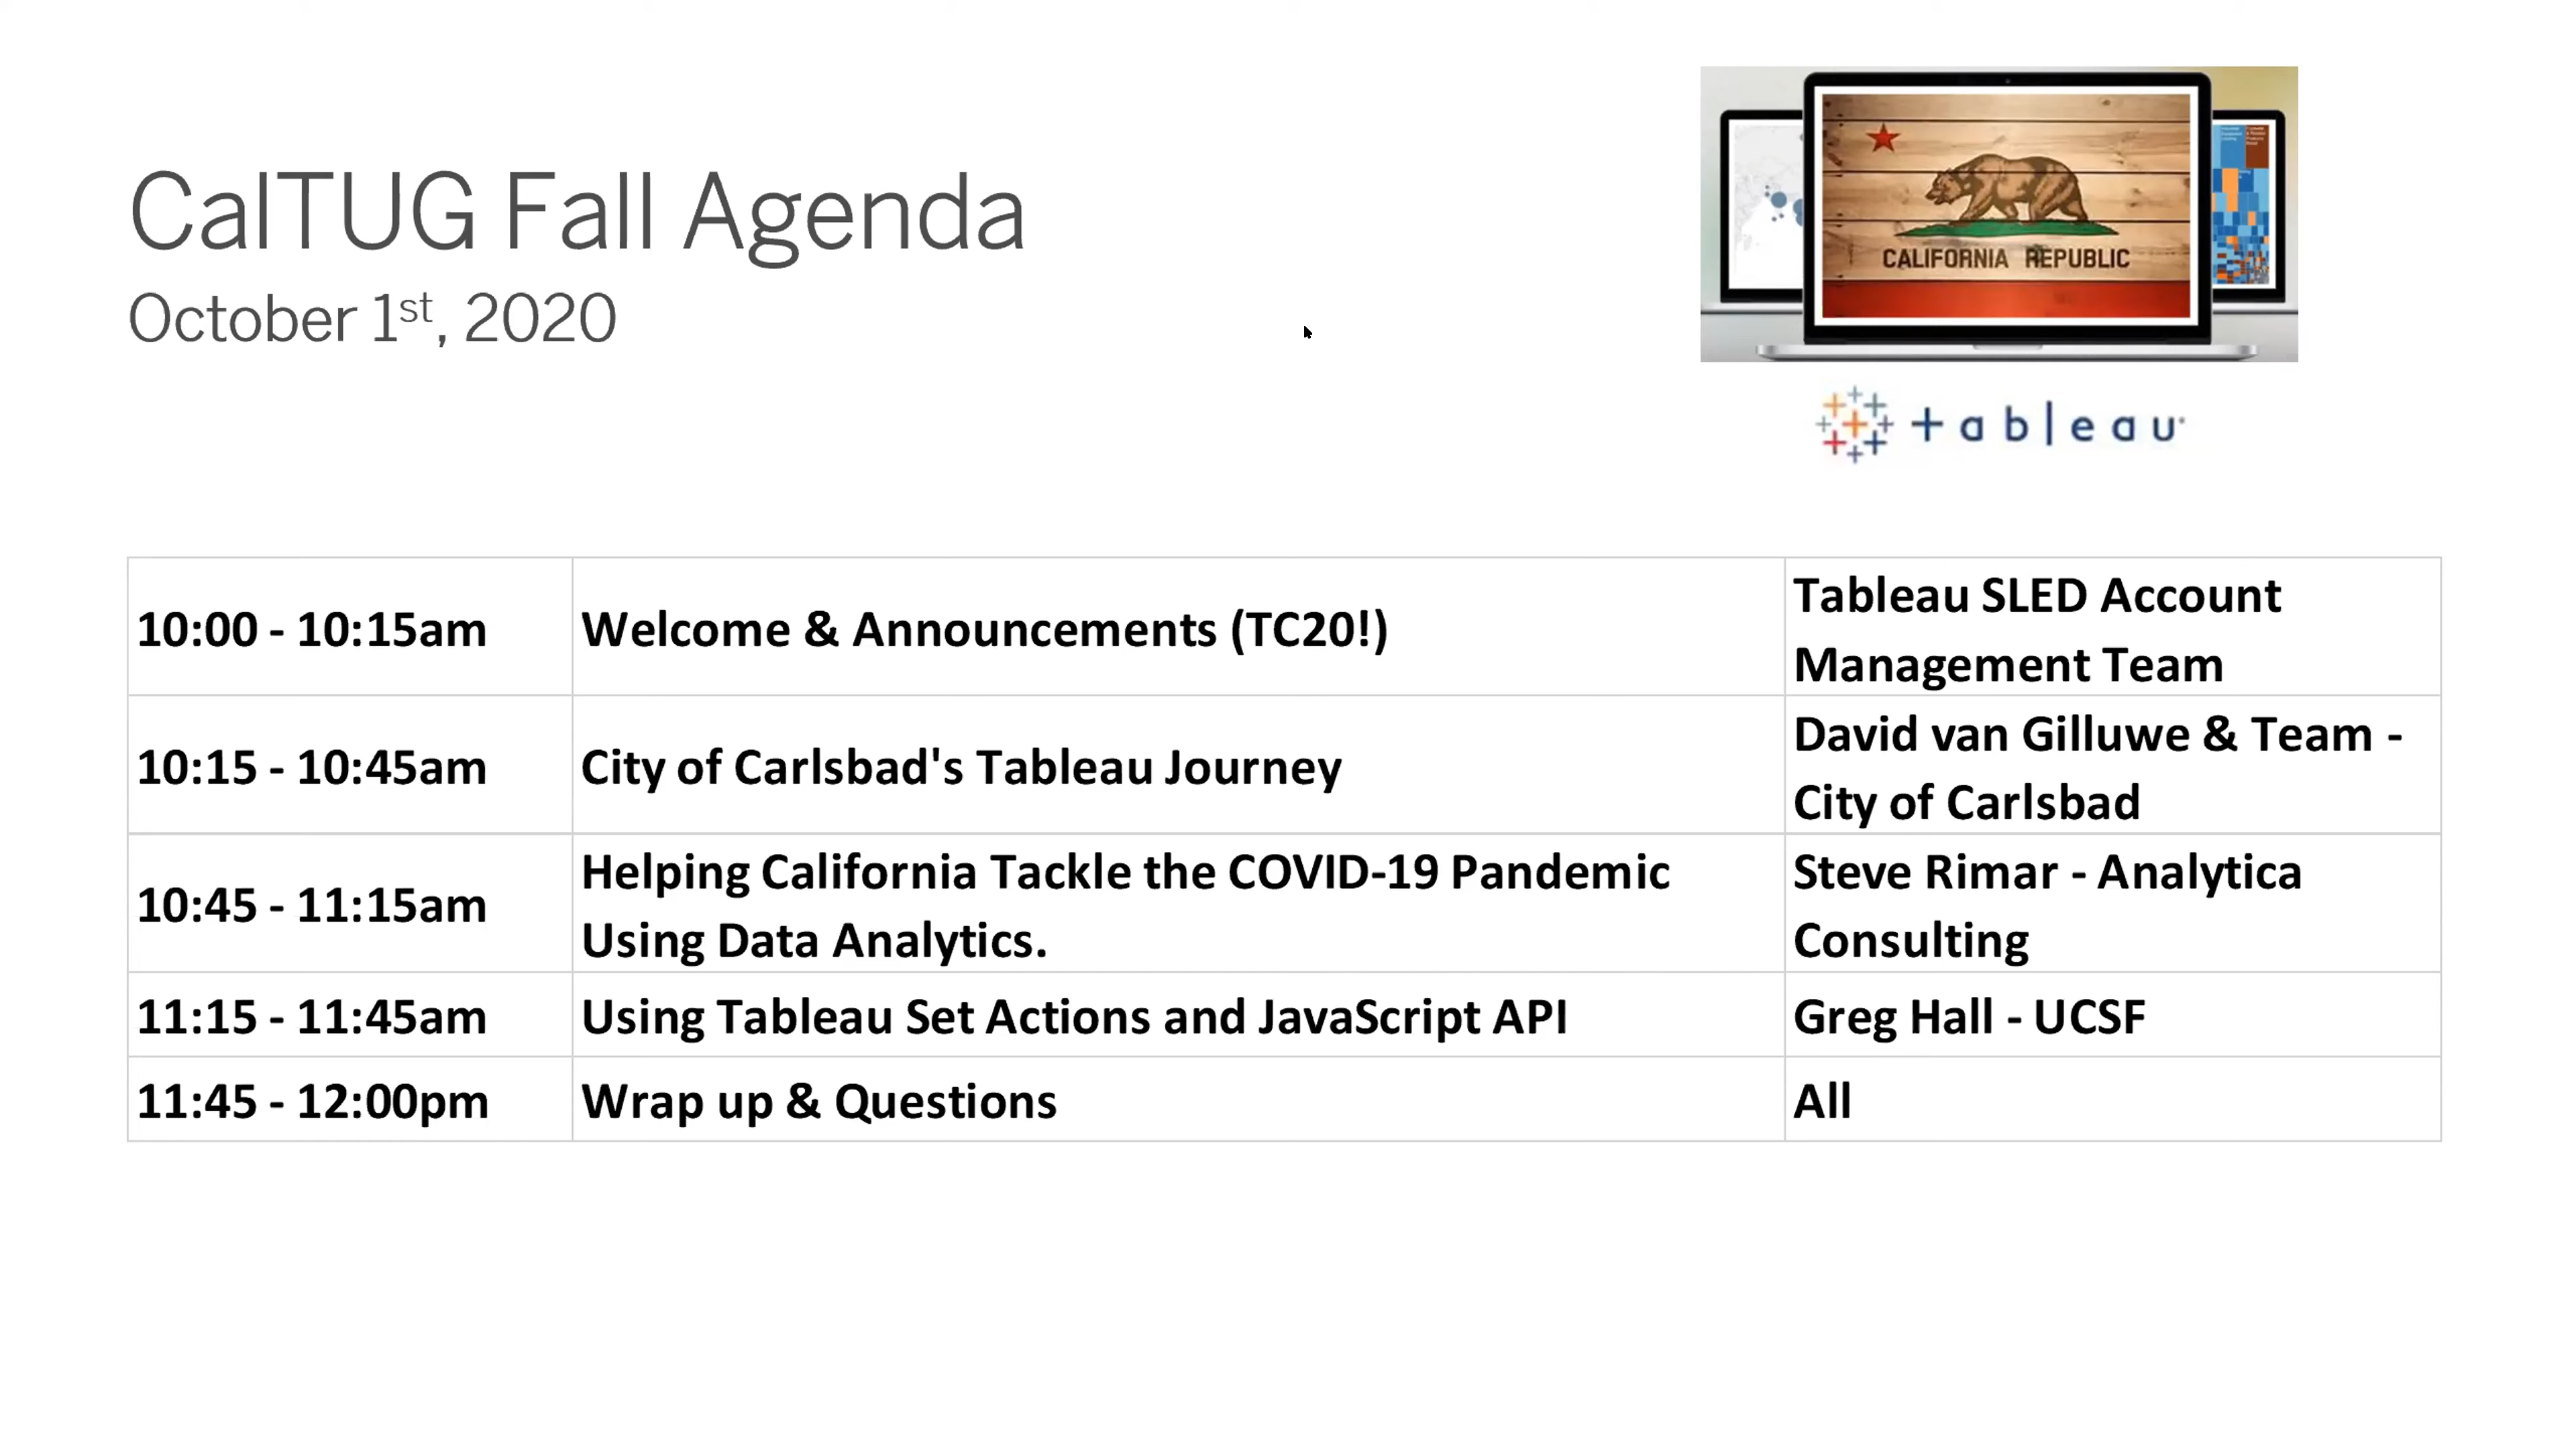 CalTUG Fall Agenda
October 1st, 2020
CALIFORNIA REPUBLIC
+ableau
10:00 - 10:15am
Welcome & Announcements (TC20!)
Tableau SLED Account
Management Team
10:15 - 10:45am
City of Carlsbad's Tableau Journey
David van Gilluwe & Team -
City of Carlsbad
10:45 - 11:15am
Helping California Tackle the COVID-19 Pandemic
Using Data Analytics.
Steve Rimar - Analytica
Consulting
11:15 - 11:45am
Using Tableau Set Actions and JavaScript API
Greg Hall - UCSF
11:45 - 12:00pm
Wrap up & Questions
All